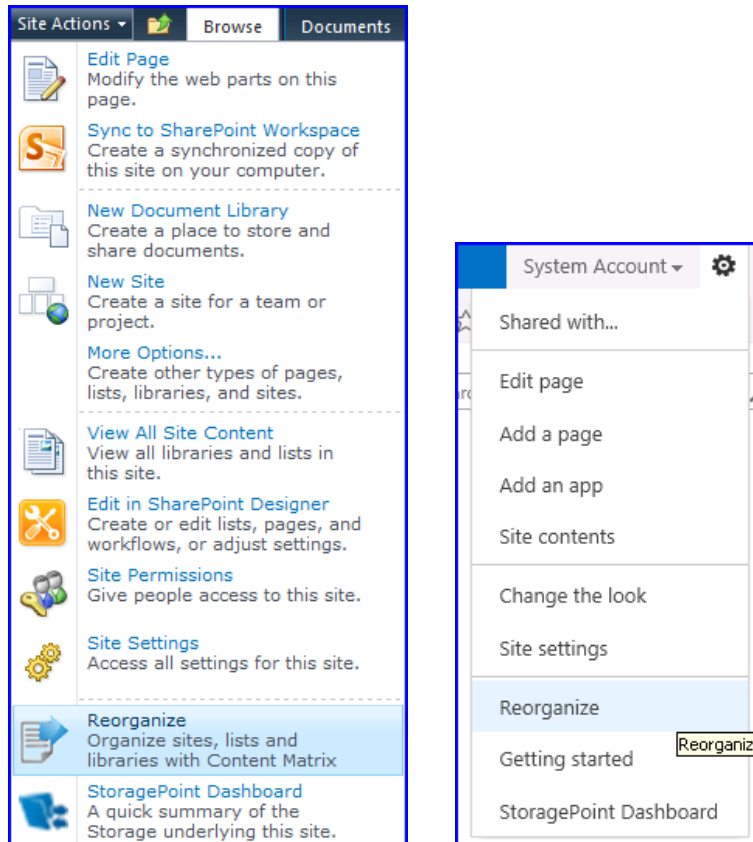 Site Actions Browse Documents
Edit Page
Modify the web parts on this
page.
Sync to SharePoint Workspace
Create a synchronized copy of
this site on your computer.
New Document Library
Create a place to store and
share documents.
New Site
Create a site for a team or
project.
More Options...
Create other types of pages,
lists, libraries, and sites.
View All Site Content
View all libraries and lists in
this site.
Edit in SharePoint Designer
Create or edit lists, pages, and
workflows, or adjust settings.
Site Permissions
Give people access to this site.
Site Settings
Access all settings for this site.
Reorganize
Organize sites, lists and
libraries with Content Matrix
StoragePoint Dashboard
A quick summary of the
Storage underlying this site.
System Account
Shared with...
Edit page
Add a page
Add an app
Site contents
Change the look
Site settings
Reorganize
Reorganiz
Getting started
StoragePoint Dashboard